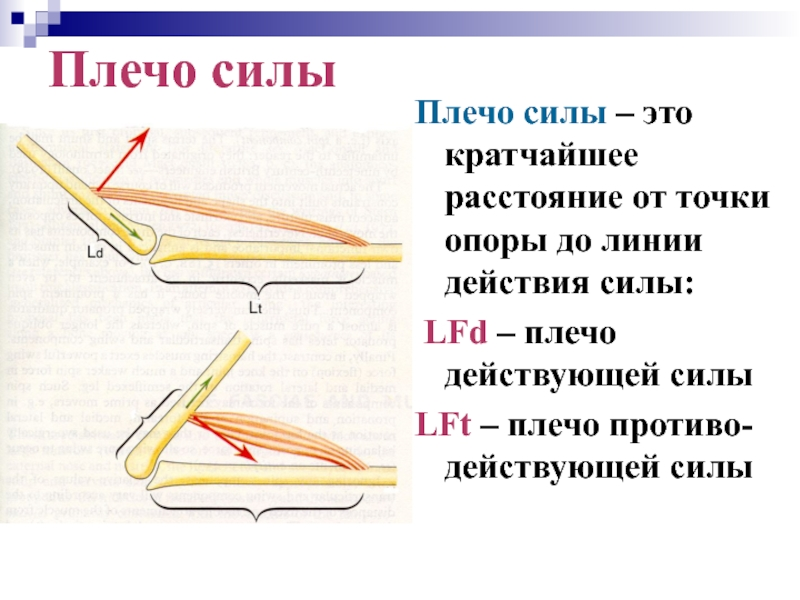 Плечо силы
Плечо силы – это
кратчайшее
расстояние от точки
опоры до линии
действия силы:
LFd – плечо
действующей силы
LFt – плечо противо-
действующей силы
Ld
Lt